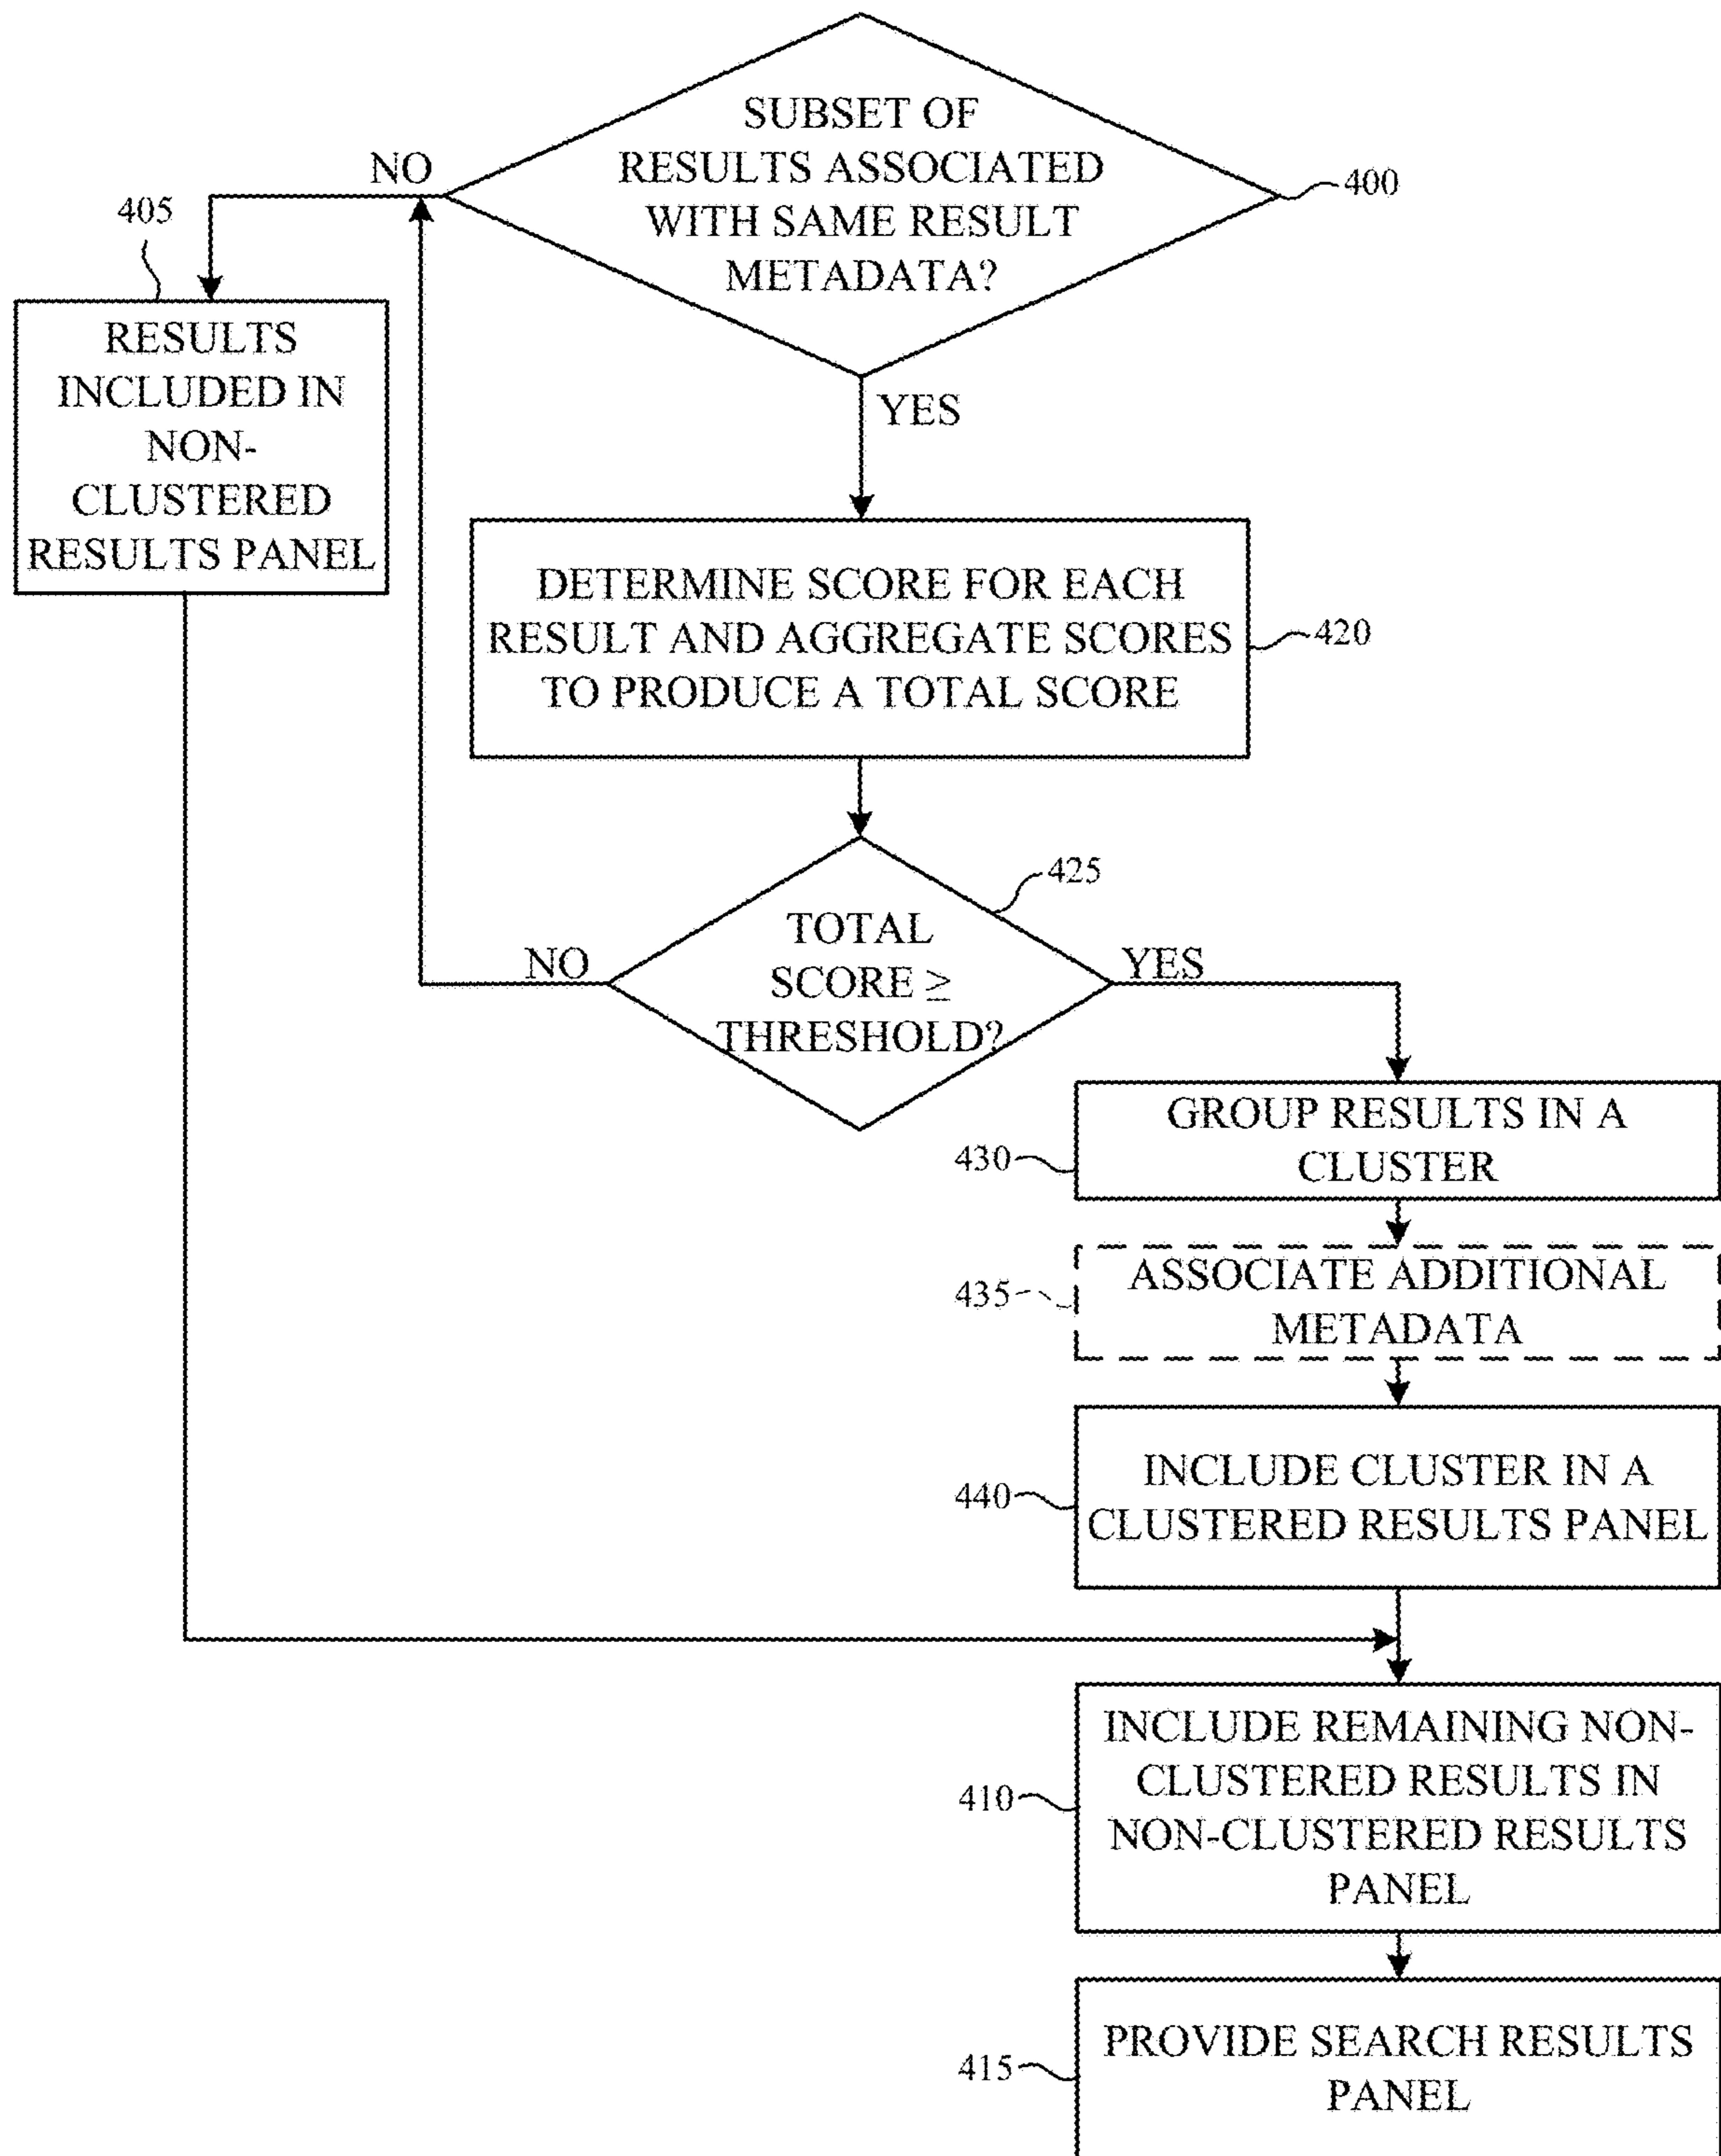 SUBSET OF
RESULTS ASSOCIATED
WITH SAME RESULT
METADATA?
400
NO
405
RESULTS
INCLUDED IN
NON-
CLUSTERED
RESULTS PANEL
YES
DETERMINE SCORE FOR EACH
RESULT AND AGGREGATE SCORES
TO PRODUCE A TOTAL SCORE
420
425
TOTAL
SCORE ≥
THRESHOLD?
NO
YES
GROUP RESULTS IN A
CLUSTER
430
ASSOCIATE ADDITIONAL
METADATA
435
INCLUDE CLUSTER IN A
CLUSTERED RESULTS PANEL
440
INCLUDE REMAINING NON-
CLUSTERED RESULTS IN
NON-CLUSTERED RESULTS
PANEL
410
PROVIDE SEARCH RESULTS
PANEL
415